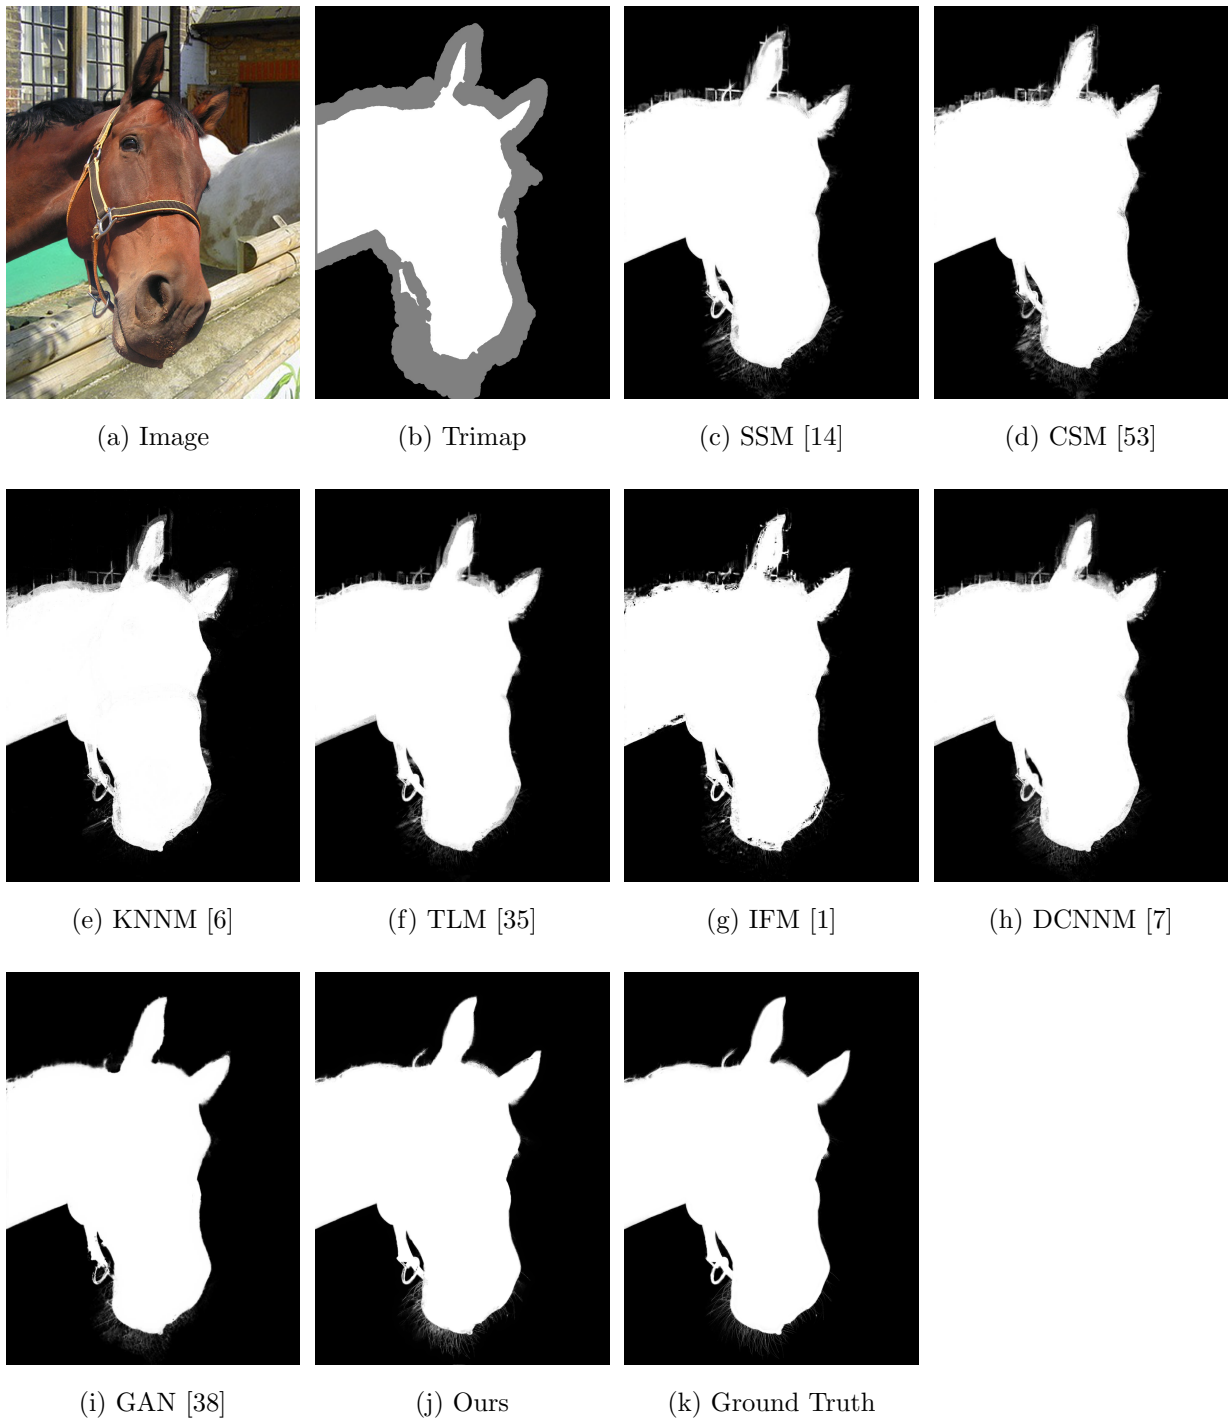 (a) Image
(b) Trimap
(c) SSM [14]
(d) CSM [53]
(e) KNNM [6]
(f) TLM [35]
(g) IFM [1]
(h) DCNNM [7]
(i) GAN [38]
(j) Ours
(k) Ground Truth